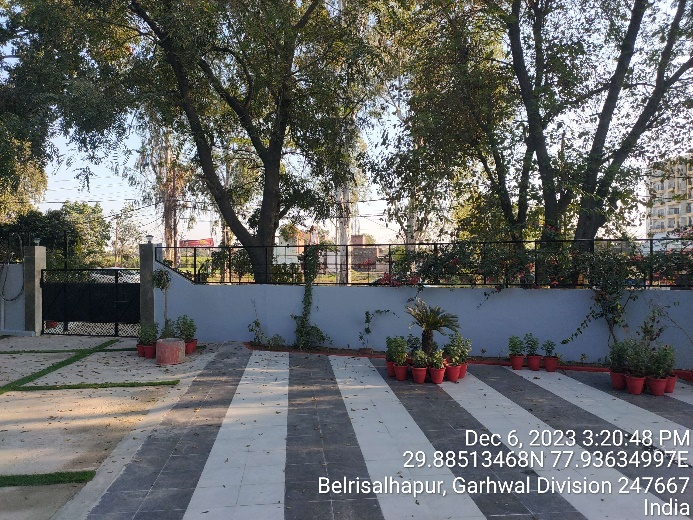 Dec 6, 2023 3:20:48 PM
29.88513468N 77.93634997E
Belrisalhapur, Garhwal Division 247667
India